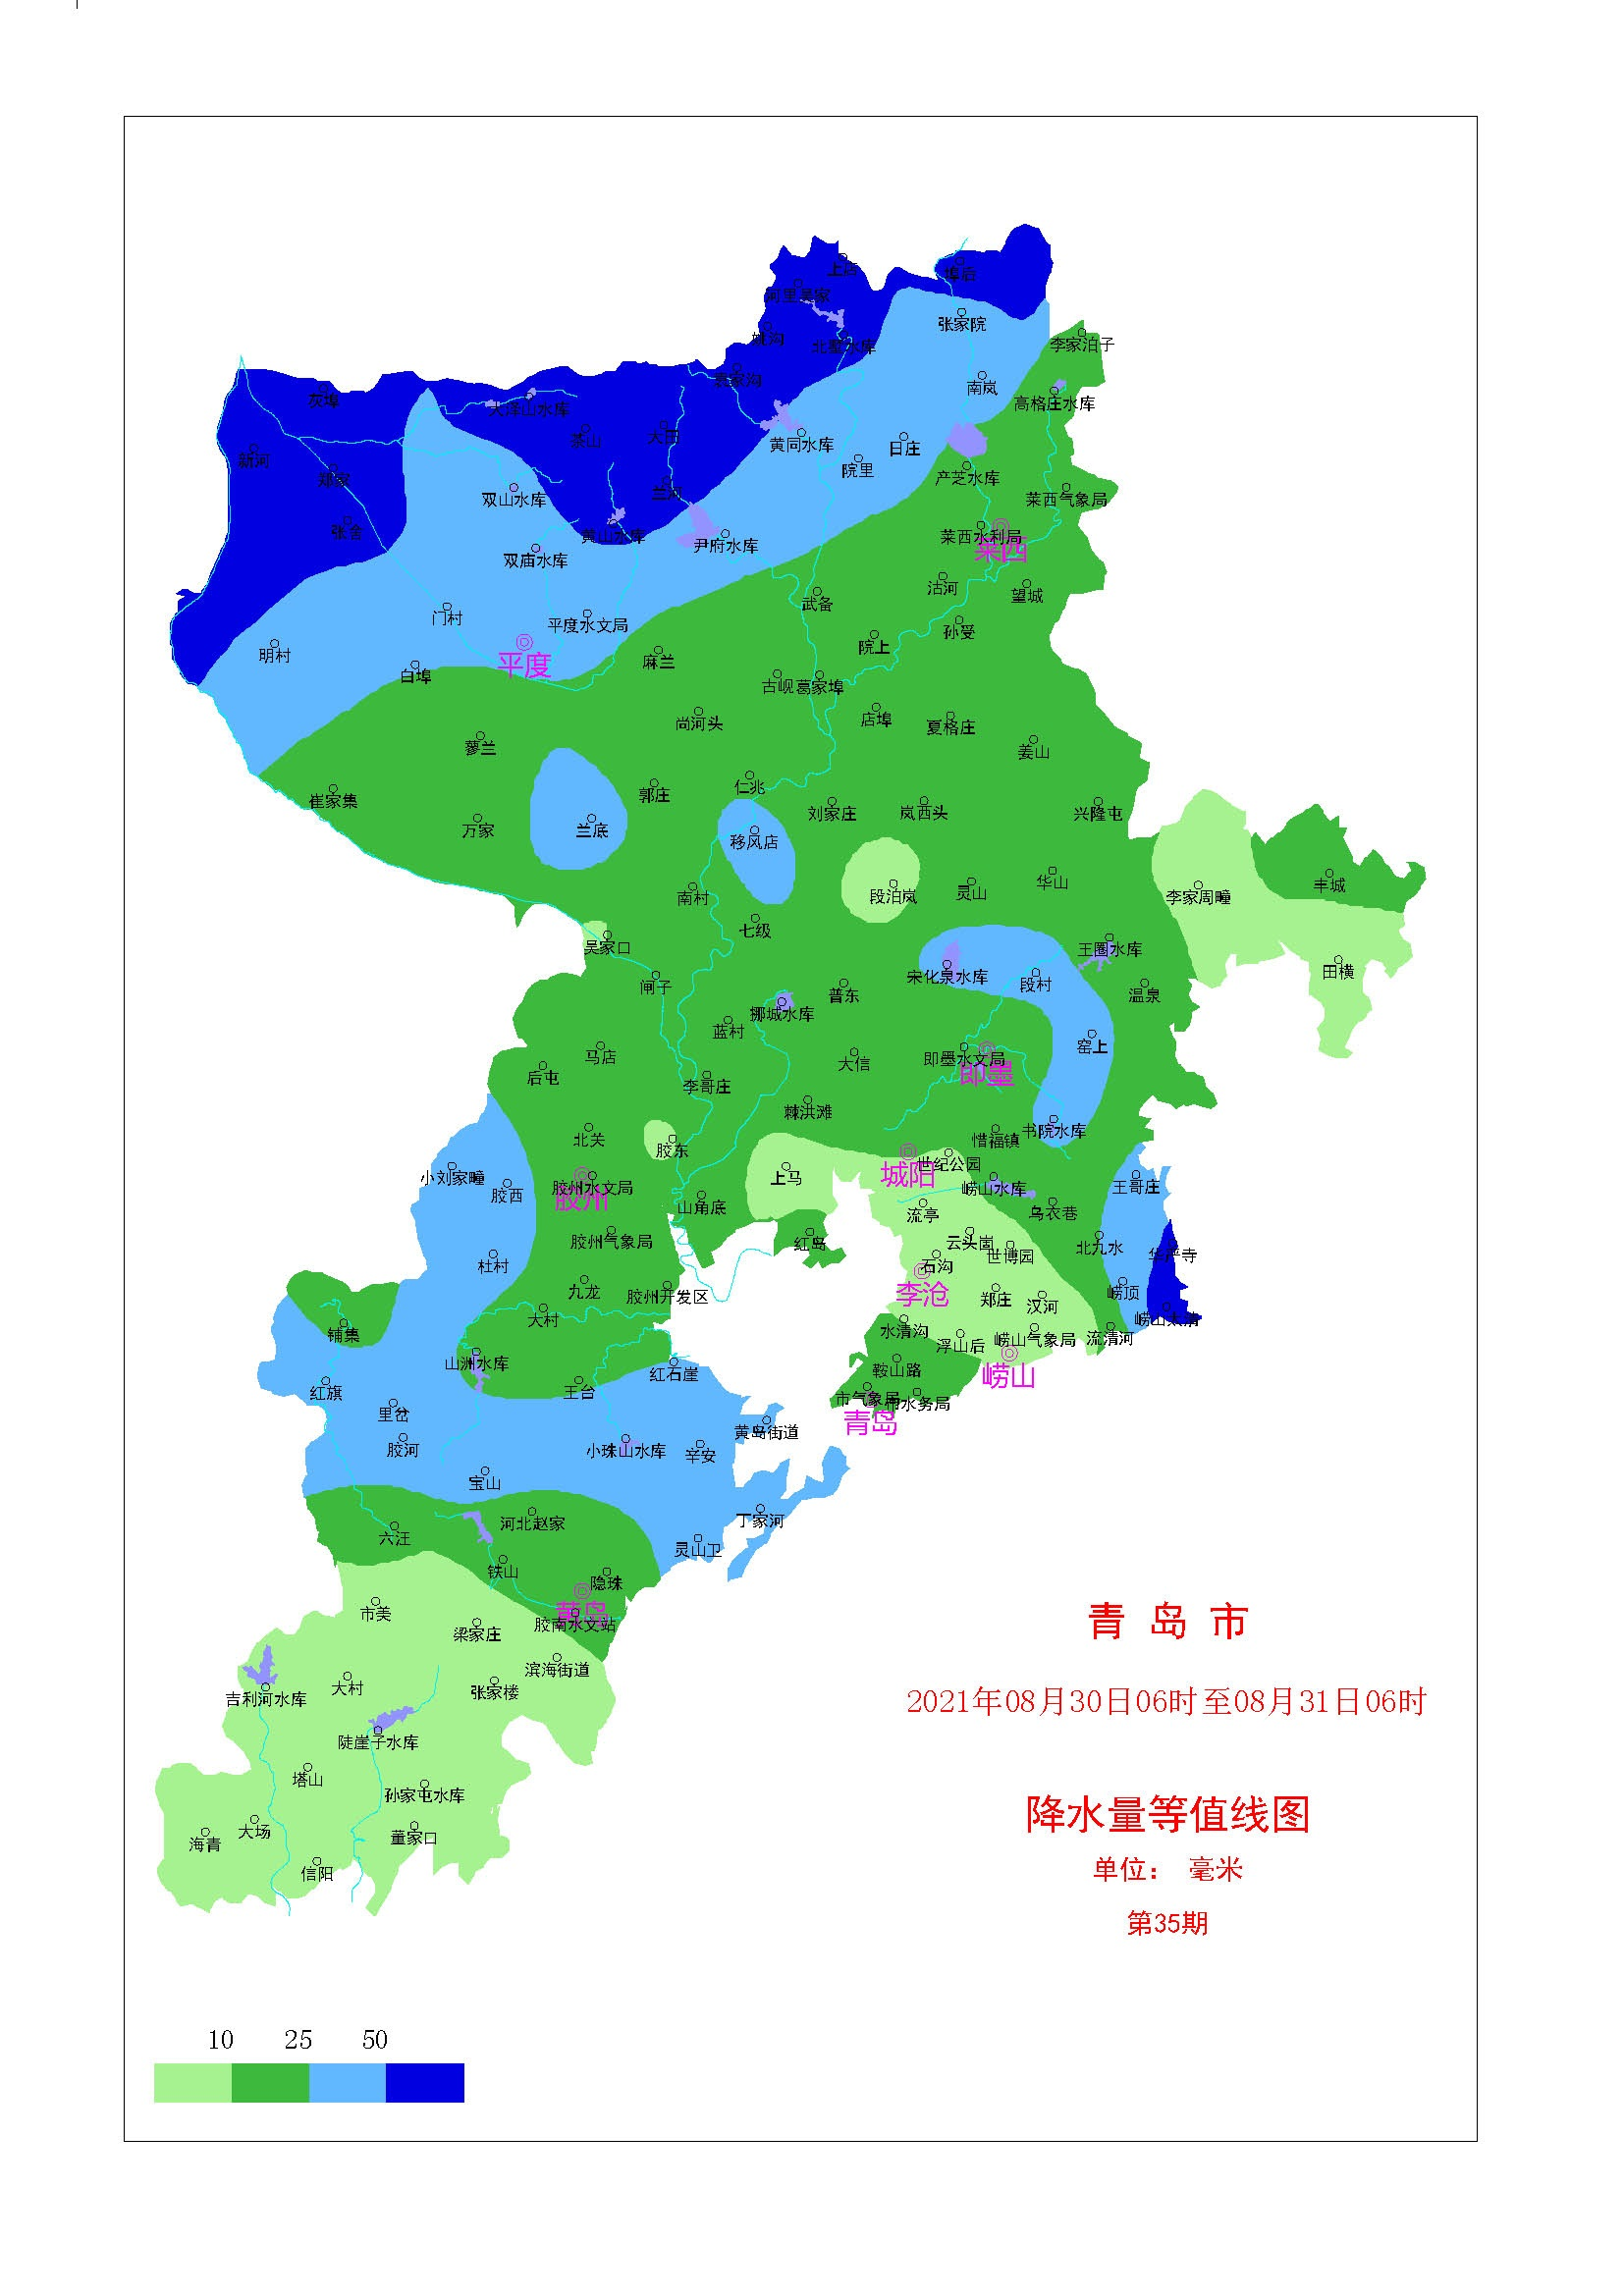 上店
埠后
河里吴家
张家院
姚沟
北墅水库
李家泊子
袁家沟
南岚
灰埠
大泽山水库
高格庄水库
茶山
大田
黄同水库
日庄
新河
院里
郑家
产芝水库
双山水库
兰河
莱西气象局
张舍
黄山水库
尹府水库
莱西水利局
莱西
双庙水库
沽河
望城
武备
门村
平度水文局
孙受
院上
明村
平度
麻兰
白埠
古岘
葛家埠
尚河头
店埠
夏格庄
蓼兰
姜山
仁兆
郭庄
崔家集
刘家庄
岚西头
兴隆屯
万家
兰底
移风店
华山
丰城
南村
段泊岚
灵山
李家周疃
七级
吴家口
王圈水库
宋化泉水库
田横
闸子
段村
普东
温泉
挪城水库
蓝村
窑上
马店
大信
即墨水文局
即墨
后屯
李哥庄
棘洪滩
书院水库
北关
惜福镇
胶东
世纪公园
城阳
小刘家疃
上马
胶州水文局
胶州
崂山水库
王哥庄
胶西
山角底
流亭
乌衣巷
胶州气象局
红岛
云头崮
北九水
华严寺
世博园
杜村
石沟
九龙
李沧
胶州开发区
郑庄
汉河
崂顶
大村
崂山太清
铺集
水清沟
浮山后
崂山气象局
流清河
山洲水库
鞍山路
红石崖
崂山
红旗
王台
市气象局
市水务局
里岔
青岛
黄岛街道
胶河
小珠山水库
辛安
宝山
丁家河
河北赵家
六汪
灵山卫
铁山
隐珠
市美
黄岛
胶南水文站
梁家庄
滨海街道
大村
张家楼
吉利河水库
陡崖子水库
塔山
孙家屯水库
大场
海青
董家口
信阳
青 岛 市
2021年08月30日06时至08月31日06时
降水量等值线图
单位： 毫米
第35期
10 25 50